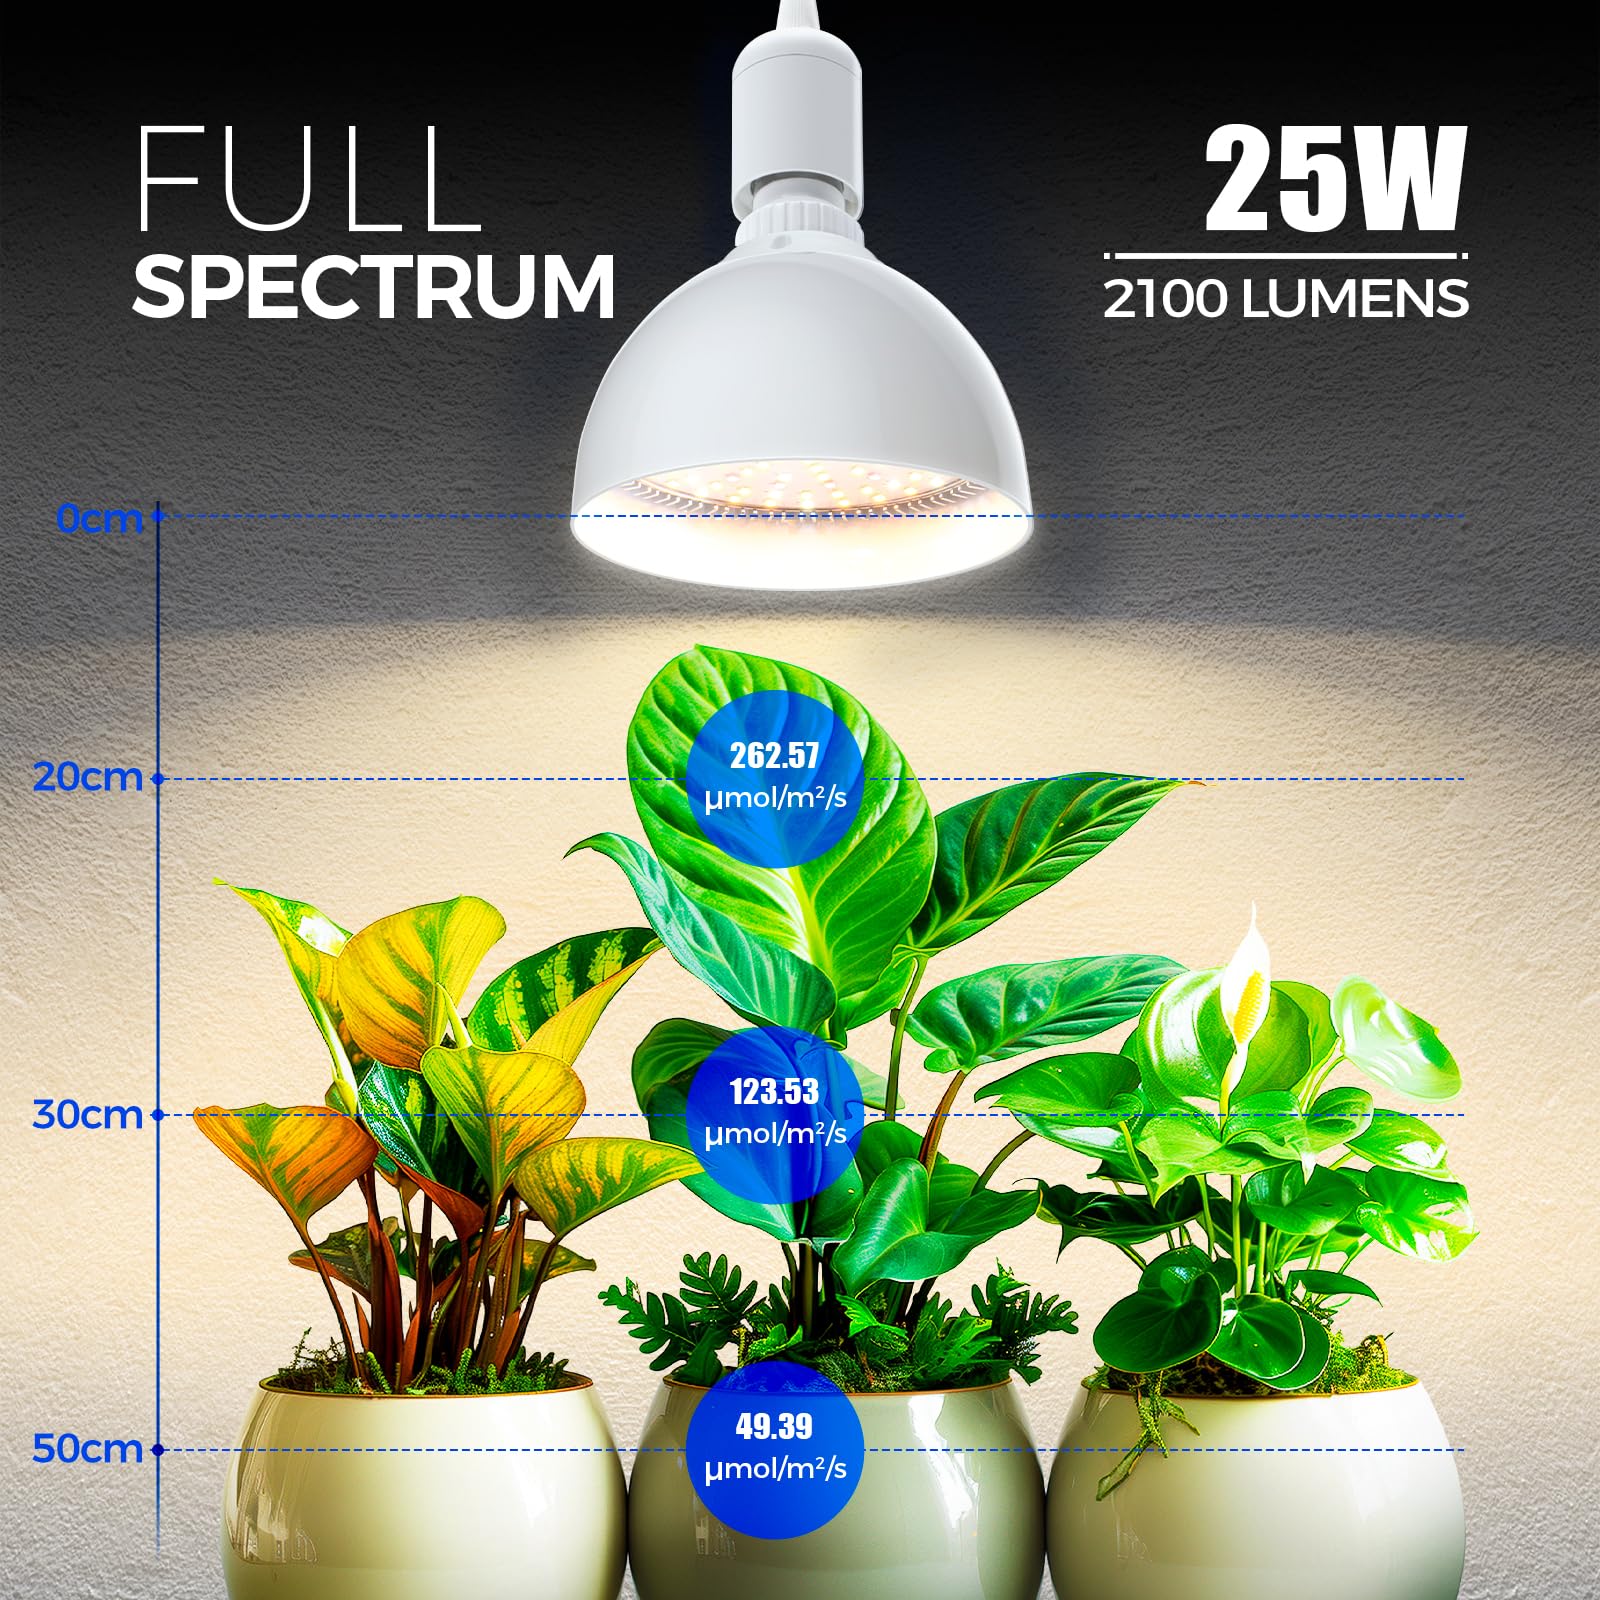 FULL
SPECTRUM
25W
2100 LUMENS
0cm
20cm
262.57
μmol/m²/s
30cm
123.53
μmol/m²/s
50cm
49.39
μmol/m²/s